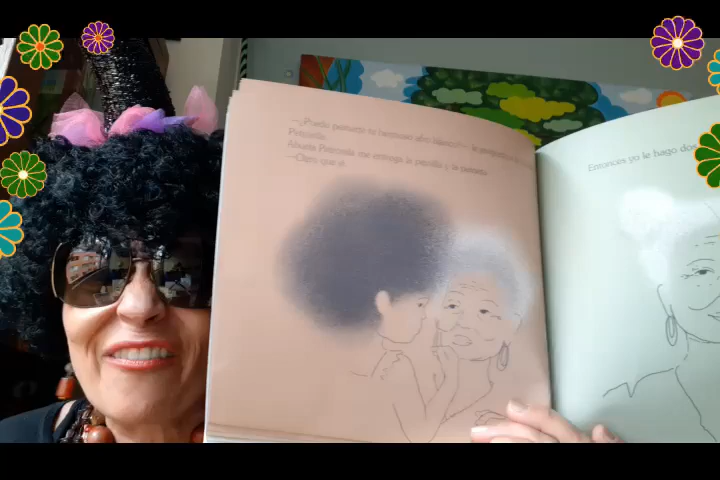 —¿Puedo peinarte tu hermoso afro blanco?— le pregunto a
Petronila.
Abuela Petronila me entrega la peinilla y la peineta
—Claro que sí
Entonces yo le hago dos